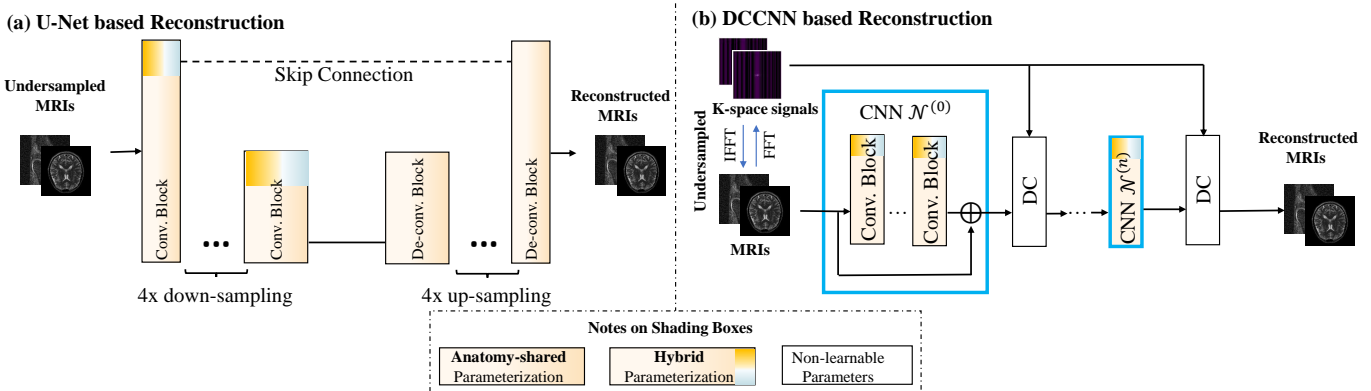 (a) U-Net based Reconstruction
Undersampled
MRIs
Conv. Block
Skip Connection
...
Conv. Block
4x down-sampling
De-conv. Block
...
4x up-sampling
De-conv. Block
Reconstructed
MRIs
(b) DCCNN based Reconstruction
K-space signals
Undersampled
IFFT
FFT
MRIs
CNN 𝒩⁽⁰⁾
Conv. Block
...
Conv. Block
DC
...
CNN 𝒩⁽ⁿ⁾
DC
Reconstructed
MRIs
Notes on Shading Boxes
Anatomy-shared
Parameterization
Hybrid
Parameterization
Non-learnable
Parameters